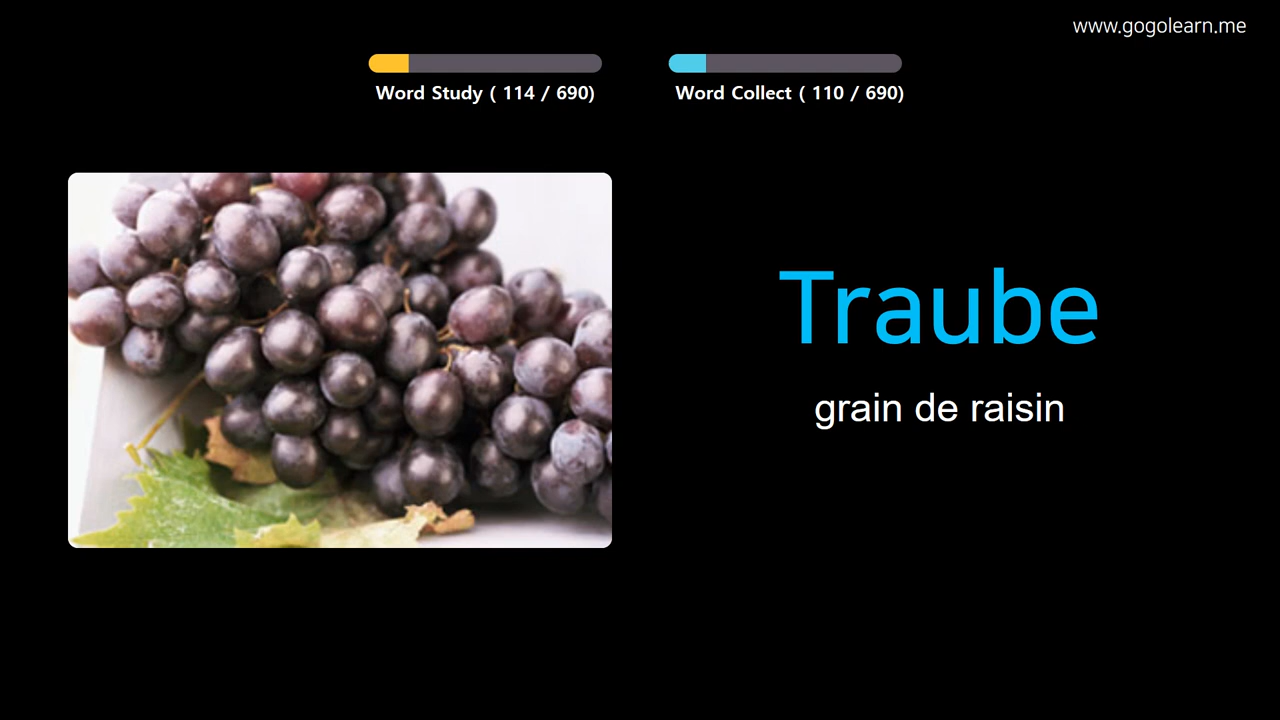 www.gogolearn.me
Word Study ( 114 / 690)
Word Collect ( 110 / 690)
Traube
grain de raisin